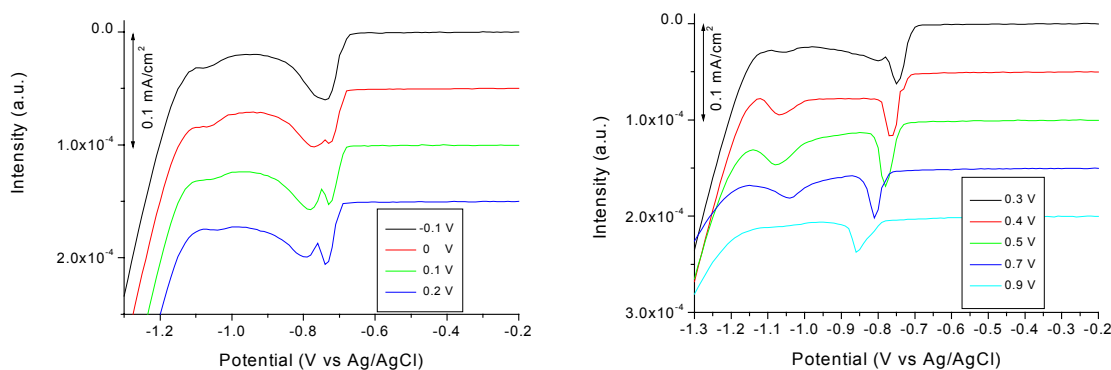 0.0
1.0x10⁻⁴
2.0x10⁻⁴
Intensity (a.u.)
0.1 mA/cm²
-0.1 V
0 V
0.1 V
0.2 V
-1.2 -1.0 -0.8 -0.6 -0.4 -0.2
Potential (V vs Ag/AgCl)
0.0
1.0x10⁻⁴
2.0x10⁻⁴
3.0x10⁻⁴
Intensity (a.u.)
0.1 mA/cm²
0.3 V
0.4 V
0.5 V
0.7 V
0.9 V
-1.3 -1.2 -1.1 -1.0 -0.9 -0.8 -0.7 -0.6 -0.5 -0.4 -0.3 -0.2
Potential (V vs Ag/AgCl)